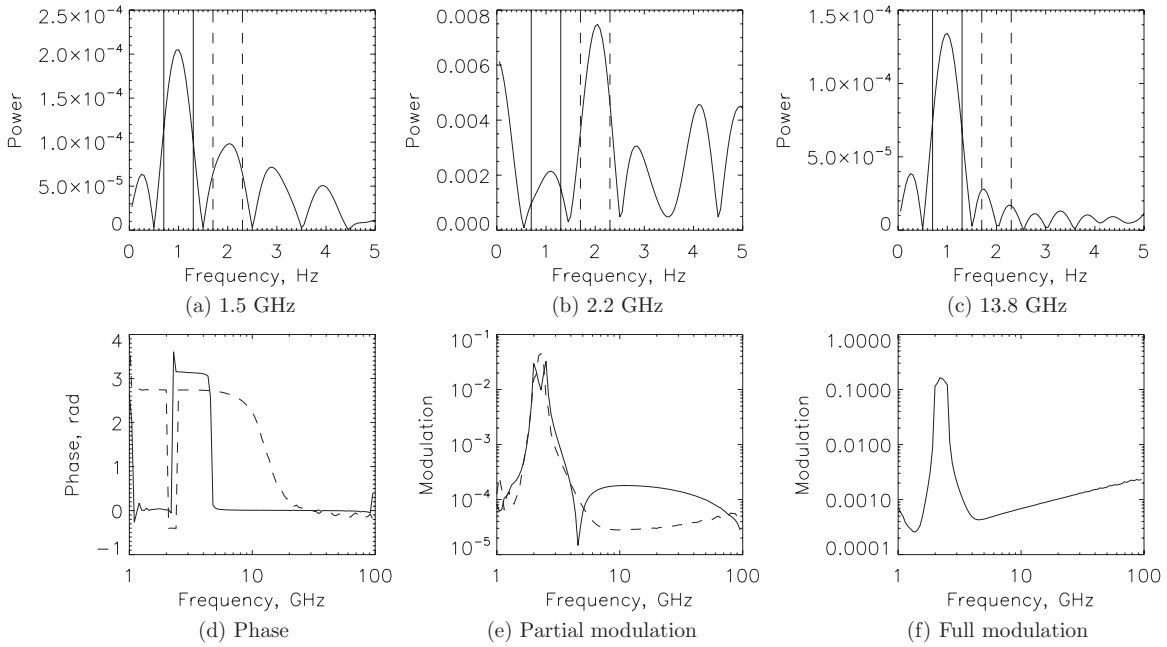 2.5×10⁻⁴
2.0×10⁻⁴
1.5×10⁻⁴
1.0×10⁻⁴
5.0×10⁻⁵
0
Power
0 1 2 3 4 5
Frequency, Hz
(a) 1.5 GHz
0.008
0.006
0.004
0.002
0.000
Power
0 1 2 3 4 5
Frequency, Hz
(b) 2.2 GHz
1.5×10⁻⁴
1.0×10⁻⁴
5.0×10⁻⁵
0
Power
0 1 2 3 4 5
Frequency, Hz
(c) 13.8 GHz
4
3
2
1
0
−1
Phase, rad
1 10 100
Frequency, GHz
(d) Phase
10⁻¹
10⁻²
10⁻³
10⁻⁴
10⁻⁵
Modulation
1 10 100
Frequency, GHz
(e) Partial modulation
1.0000
0.1000
0.0100
0.0010
0.0001
Modulation
1 10 100
Frequency, GHz
(f) Full modulation